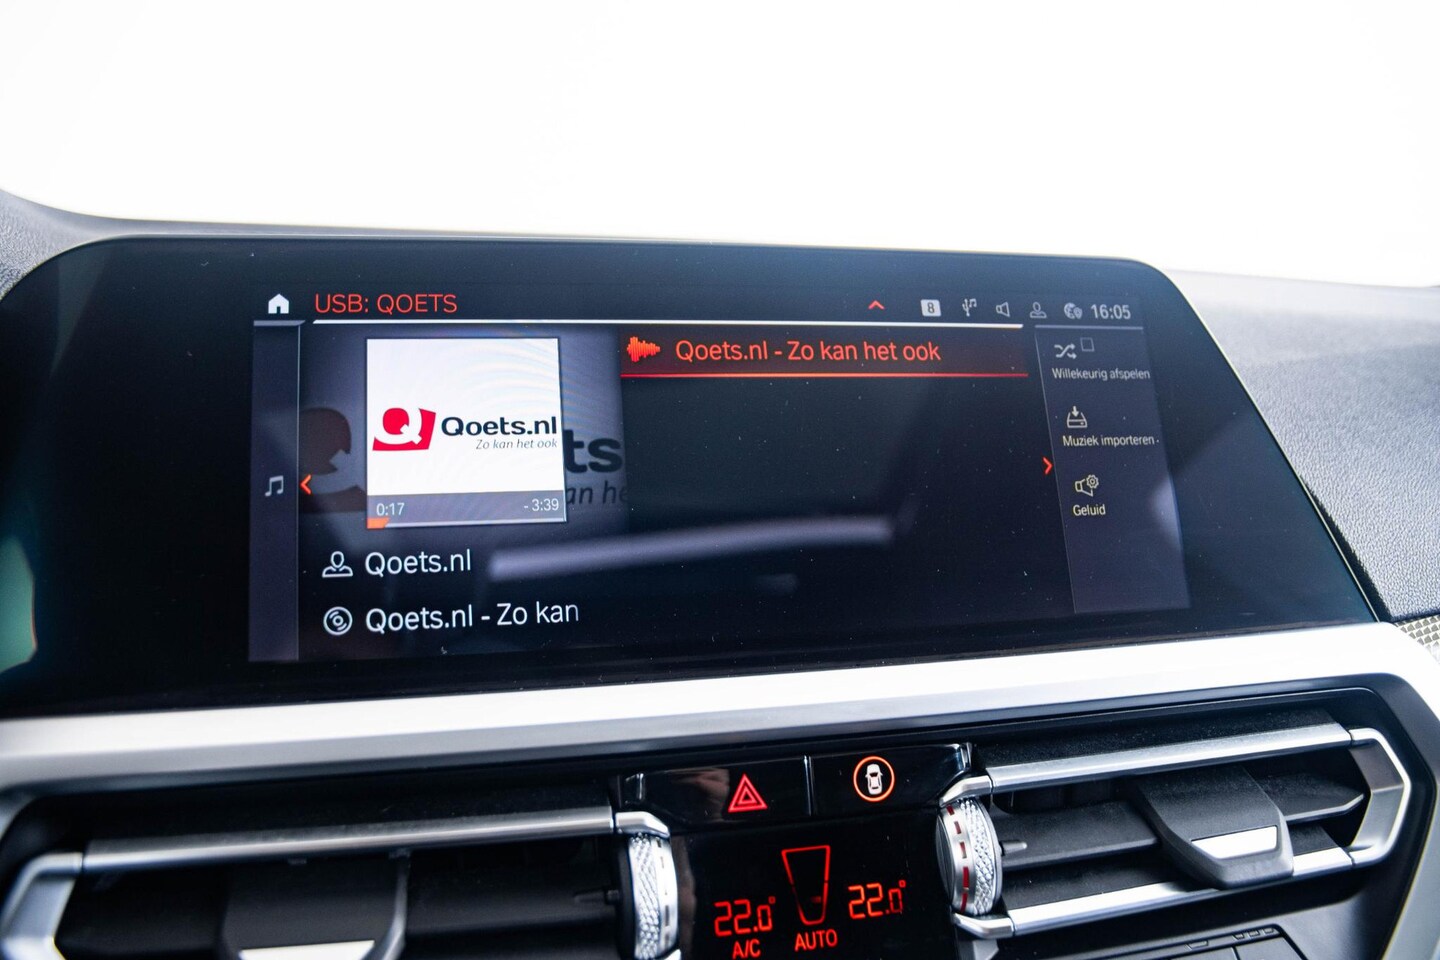 USB: QOETS
8
16:05
Qoets.nl
Zo kan het ook
0:17
- 3:39
Qoets.nl - Zo kan het ook
Willekeurig afspelen
Muziek importeren
Geluid
Qoets.nl
Qoets.nl - Zo kan
22.0°
22.0°
A/C
AUTO